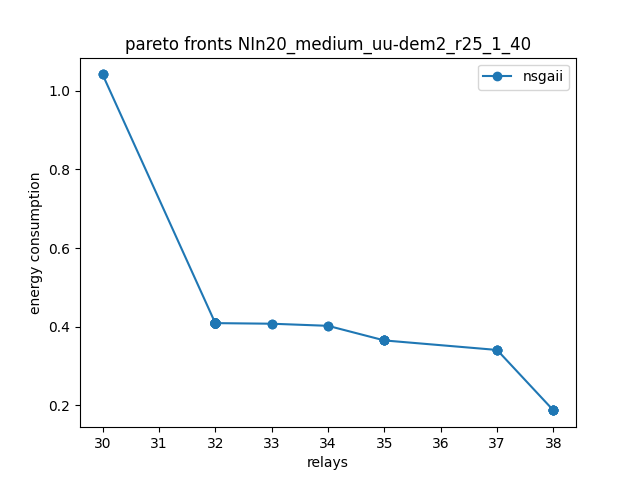 pareto fronts NIn20_medium_uu-dem2_r25_1_40
nsgaii
1.0
0.8
0.6
0.4
0.2
energy consumption
30 31 32 33 34 35 36 37 38
relays